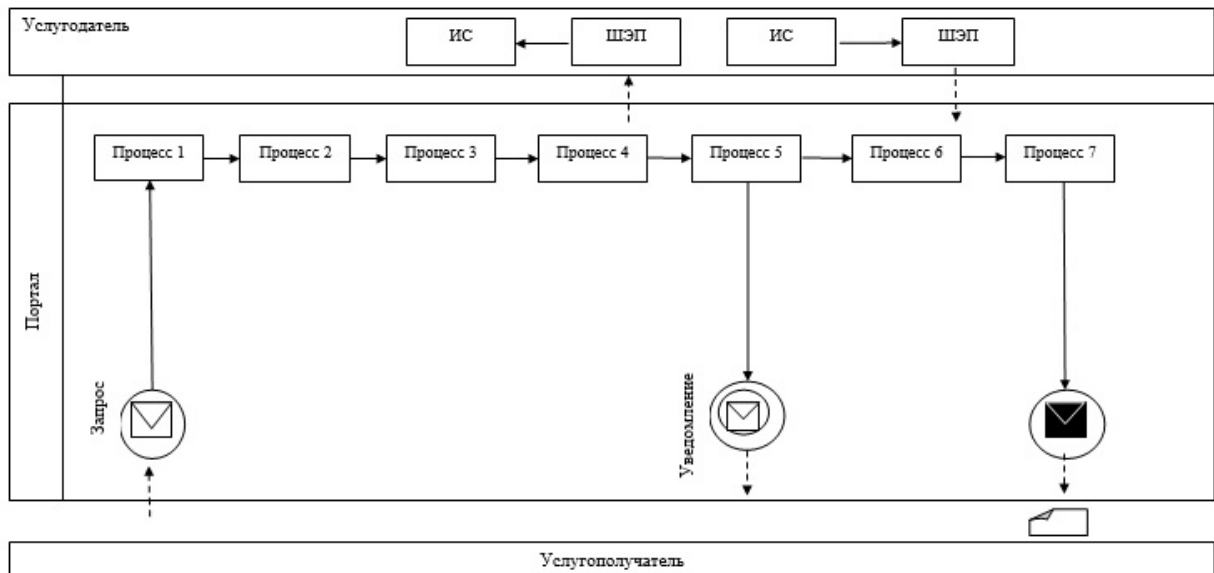 Услугодатель
ИС
ШЭП
ИС
ШЭП
Процесс 1
Процесс 2
Процесс 3
Процесс 4
Процесс 5
Процесс 6
Процесс 7
Портал
Запрос
Уведомление
Услугополучатель